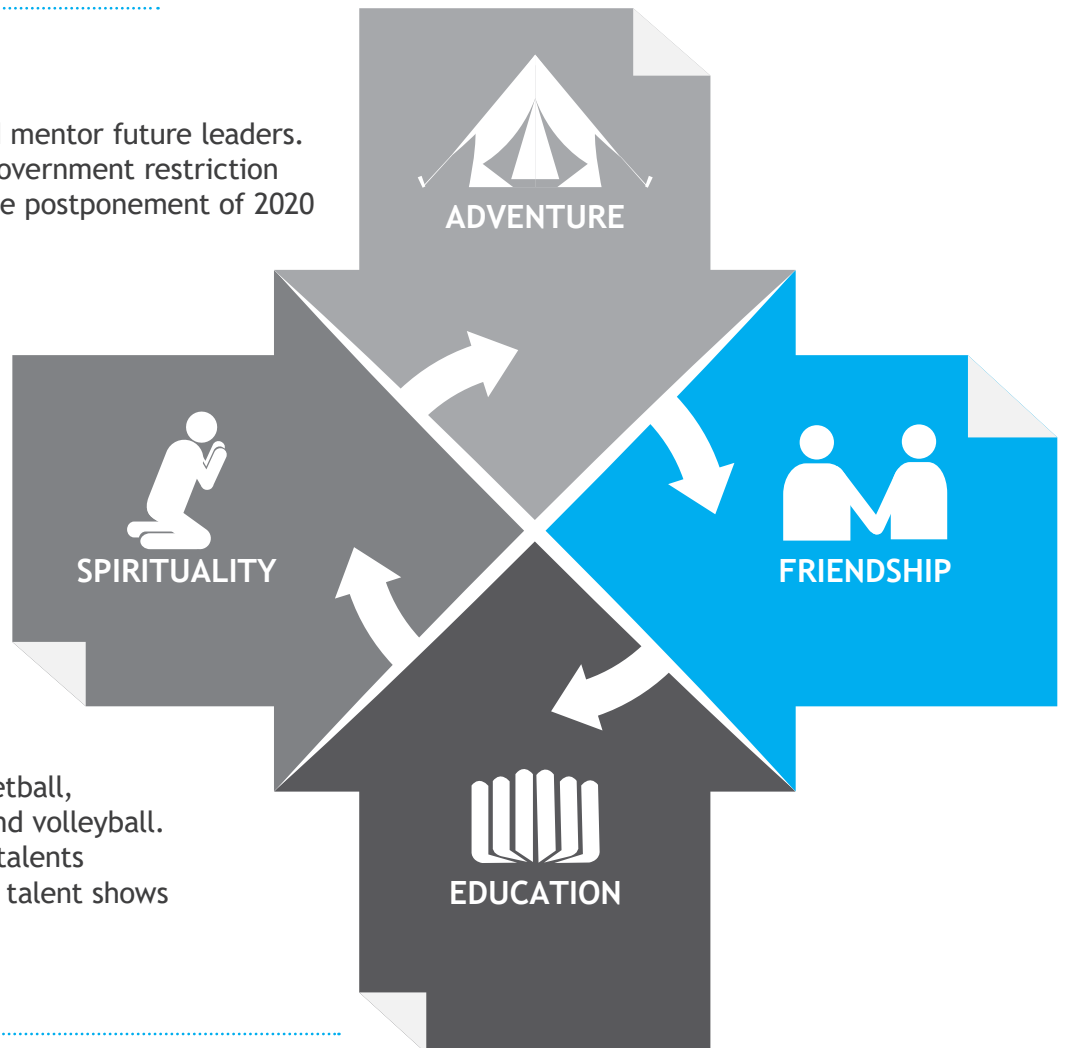 mentor future leaders.
overnment restriction
e postponement of 2020
ADVENTURE
SPIRITUALITY
FRIENDSHIP
etball,
nd volleyball.
talents
talent shows
EDUCATION